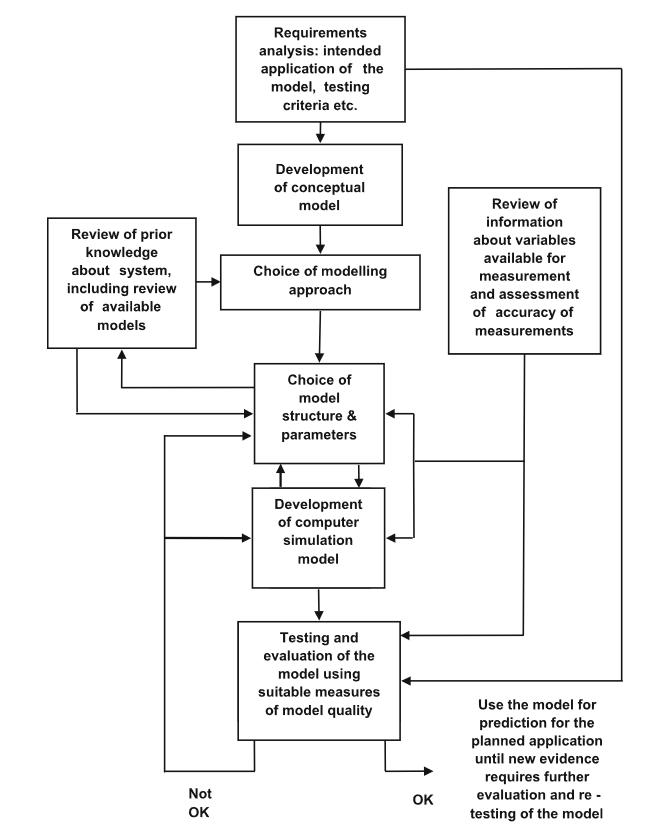 Requirements
analysis: intended
application of the
model, testing
criteria etc.
Development
of conceptual
model
Review of prior
knowledge
about system,
including review
of available
models
Choice of modelling
approach
Review of
information
about variables
available for
measurement
and assessment
of accuracy of
measurements
Choice of
model
structure &
parameters
Development
of computer
simulation
model
Testing and
evaluation of the
model using
suitable measures
of model quality
Not
OK
OK
Use the model for
prediction for the
planned application
until new evidence
requires further
evaluation and re -
testing of the model